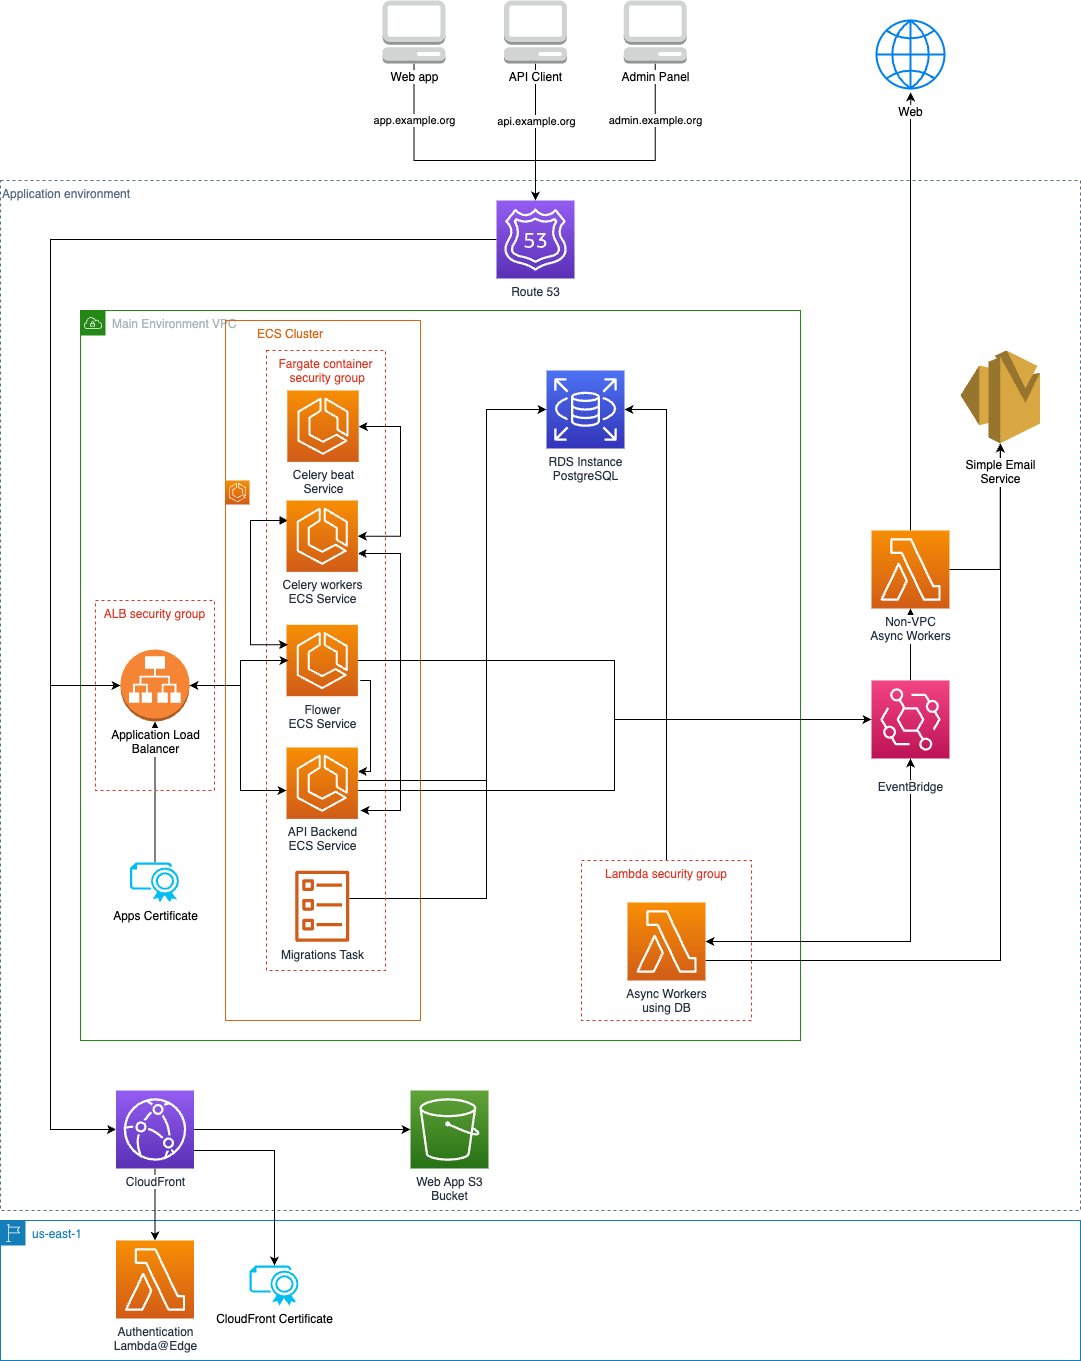 Web app
API Client
Admin Panel
Web
app.example.org
api.example.org
admin.example.org
Application environment
53
Route 53
Main Environment VPC
ECS Cluster
Fargate container
security group
Celery beat
Service
RDS Instance
PostgreSQL
Simple Email
Service
Celery workers
ECS Service
ALB security group
Non-VPC
Async Workers
Flower
ECS Service
Application Load
Balancer
EventBridge
API Backend
ECS Service
Lambda security group
Apps Certificate
Migrations Task
Async Workers
using DB
CloudFront
Web App S3
Bucket
us-east-1
CloudFront Certificate
Authentication
Lambda@Edge